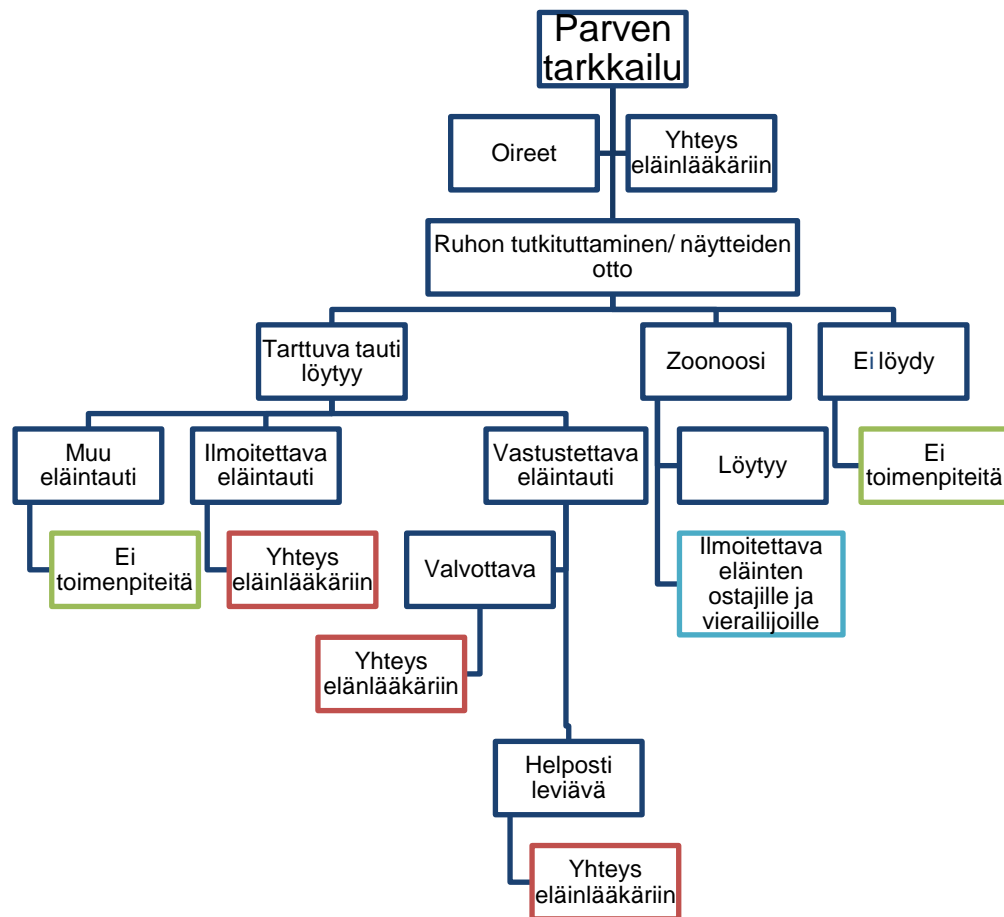 Parven
tarkkailu
Oireet
Yhteys
eläinlääkäriin
Ruhon tutkituttaminen/ näytteiden
otto
Tarttuva tauti
löytyy
Zoonoosi
Ei löydy
Muu
eläintauti
Ilmoitettava
eläintauti
Vastustettava
eläintauti
Löytyy
Ei
toimenpiteitä
Ei
toimenpiteitä
Yhteys
eläinlääkäriin
Valvottava
Ilmoitettava
eläinten
ostajille ja
vierailijoille
Yhteys
elänlääkäriin
Helposti
leviävä
Yhteys
eläinlääkäriin